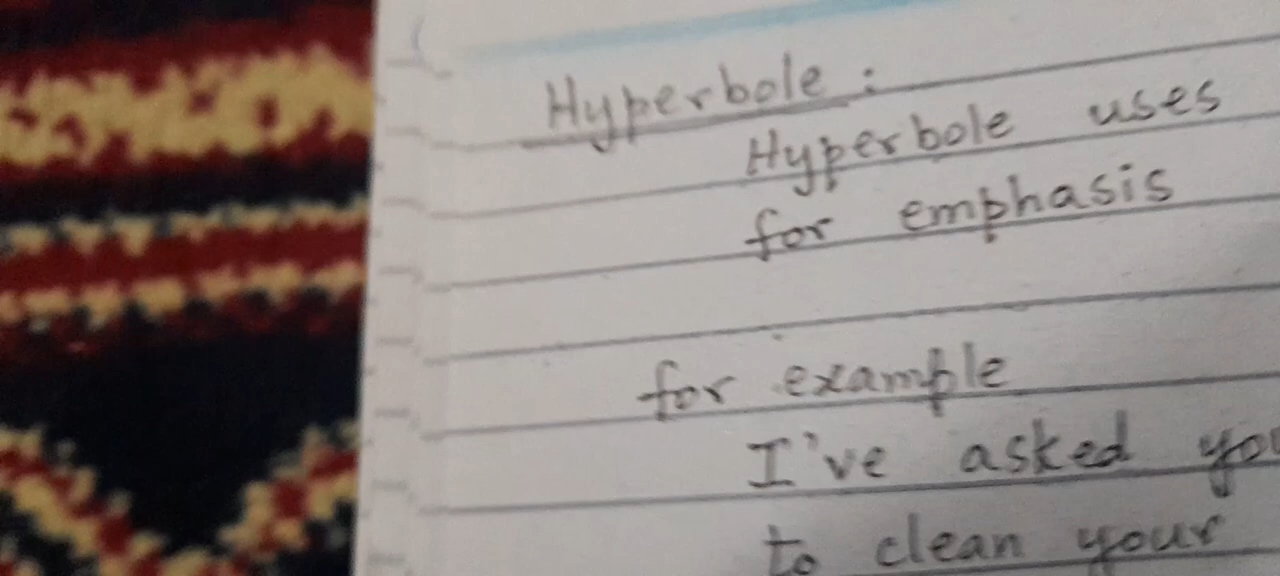 Hyperbole :
Hyperbole uses
for emphasis
for example
I've asked
to clean your